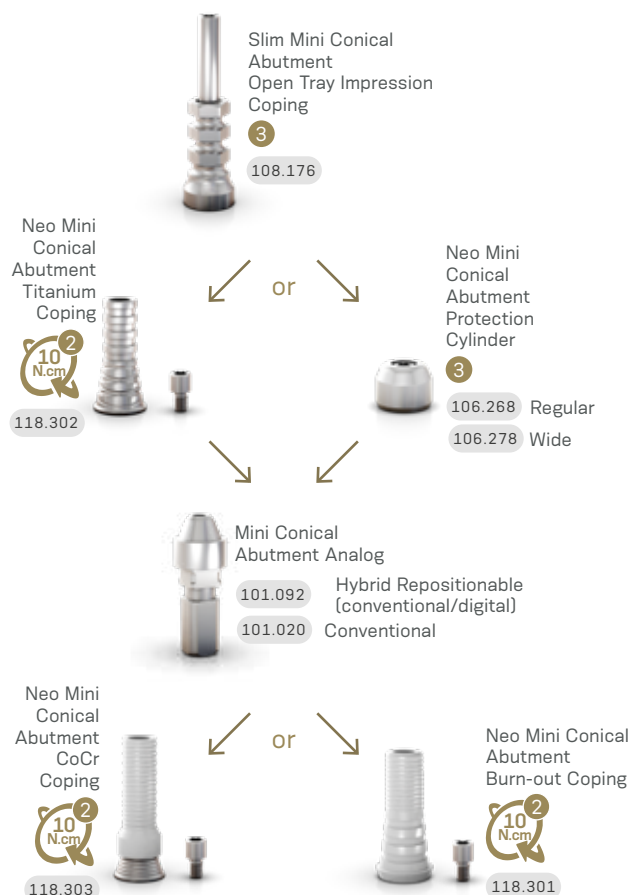 Slim Mini Conical
Abutment
Open Tray Impression
Coping
3
108.176
Neo Mini
Conical
Abutment
Titanium
Coping
2
10
N.cm
118.302
or
Neo Mini
Conical
Abutment
Protection
Cylinder
3
106.268 Regular
106.278 Wide
Mini Conical
Abutment Analog
101.092 Hybrid Repositionable
(conventional/digital)
101.020 Conventional
Neo Mini
Conical
Abutment
CoCr
Coping
2
10
N.cm
118.303
or
Neo Mini Conical
Abutment
Burn-out Coping
2
10
N.cm
118.301